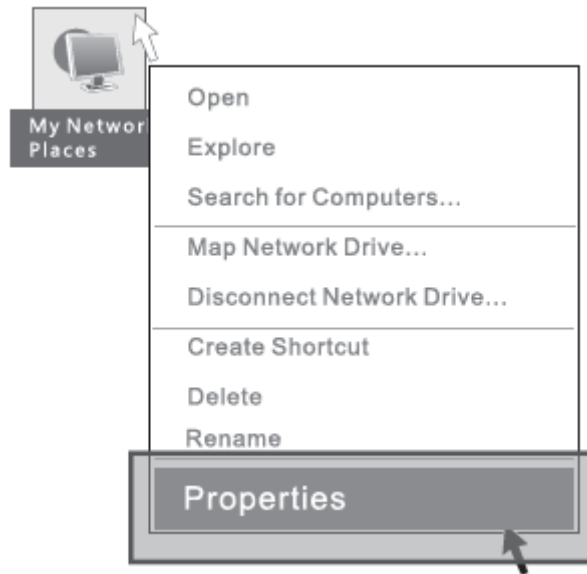 My Networ
Places
Open
Explore
Search for Computers...
Map Network Drive...
Disconnect Network Drive...
Create Shortcut
Delete
Rename
Properties